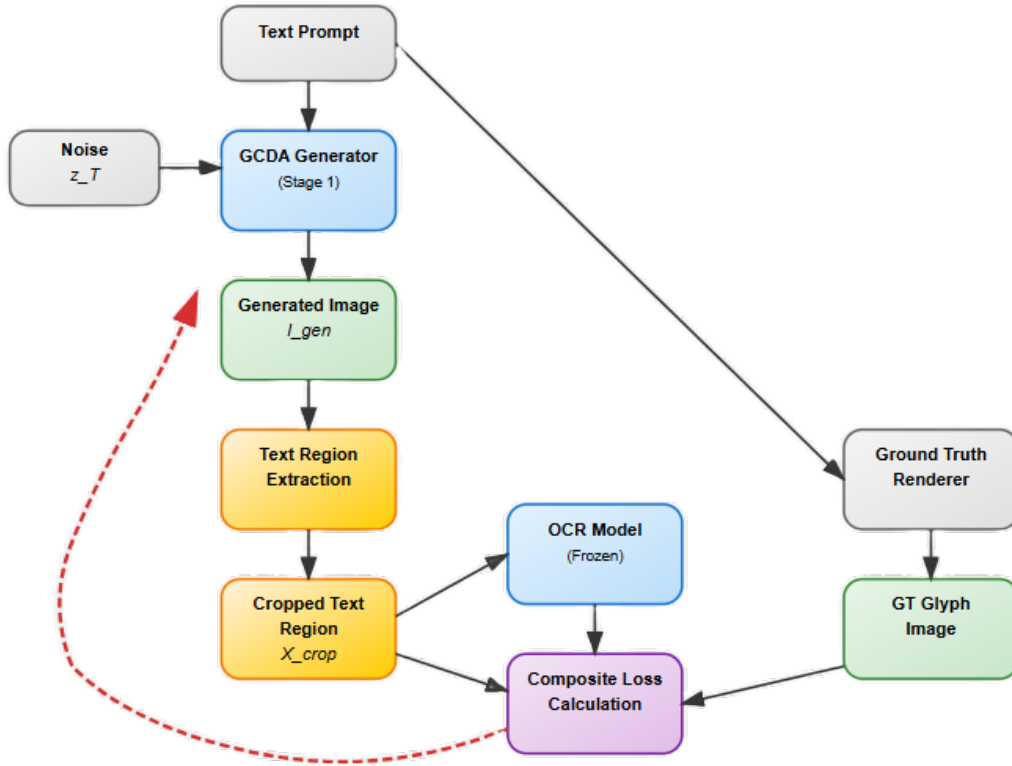 Text Prompt
Noise
z_T
GCDA Generator
(Stage 1)
Generated Image
I_gen
Text Region
Extraction
Ground Truth
Renderer
OCR Model
(Frozen)
Cropped Text
Region
X_crop
GT Glyph
Image
Composite Loss
Calculation